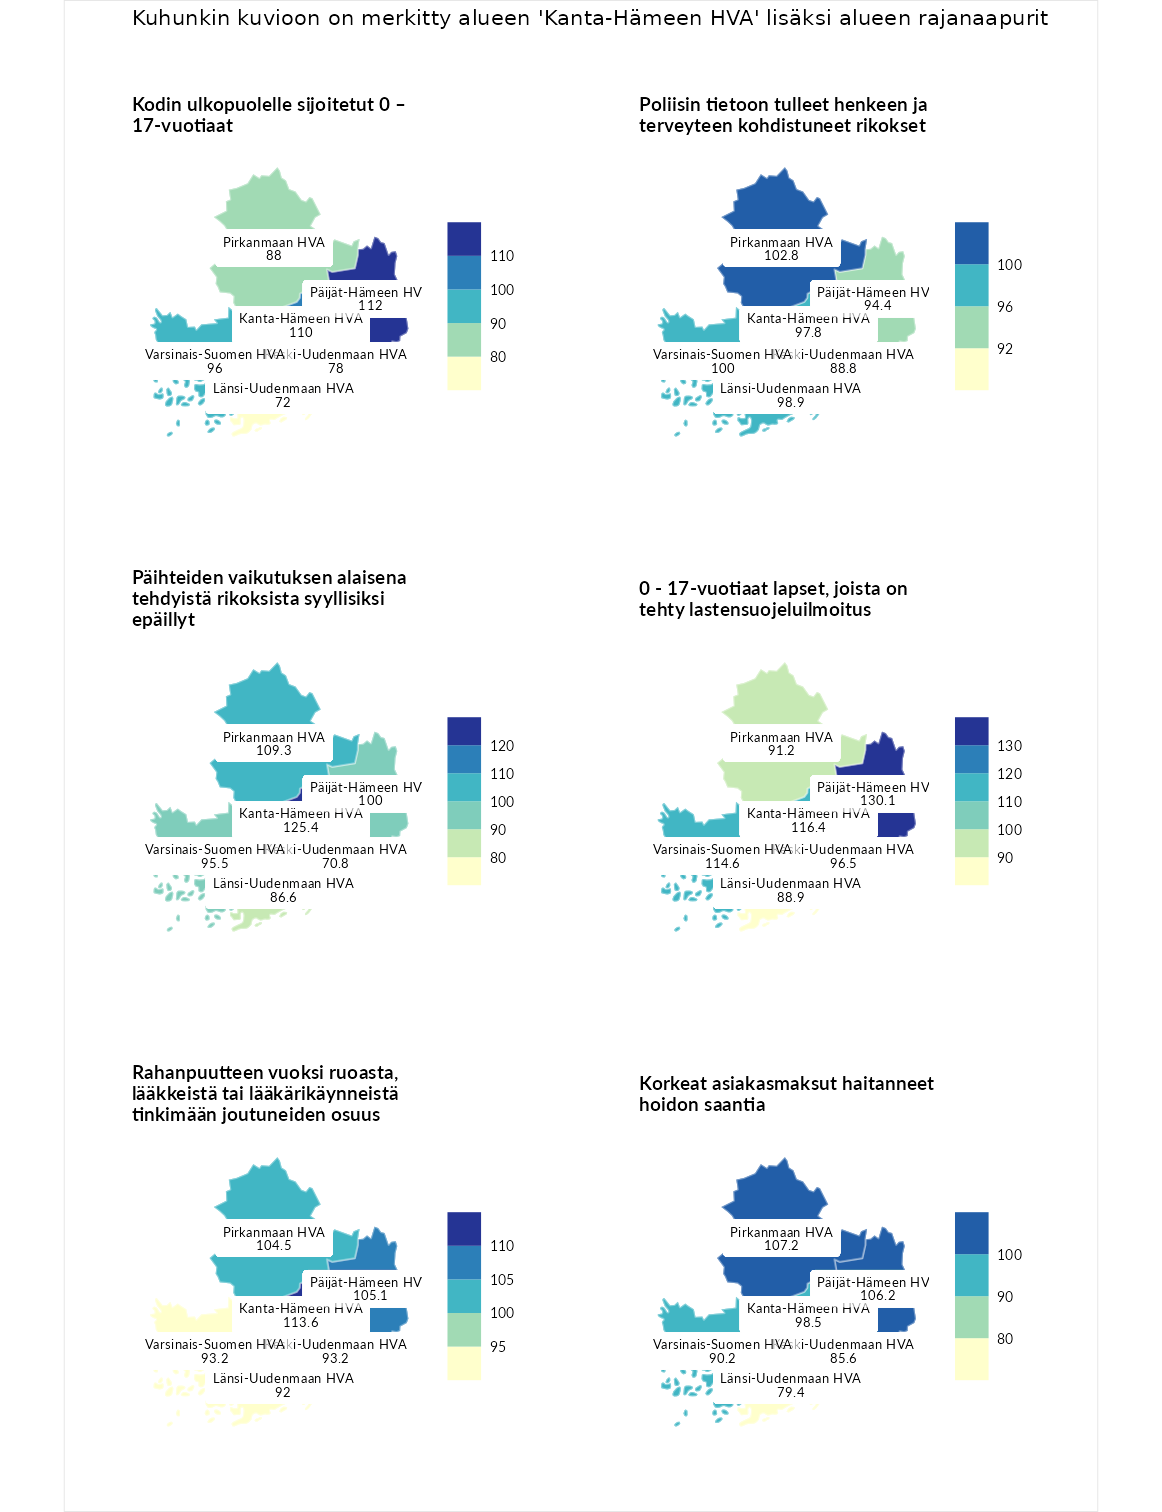 Kuhunkin kuvioon on merkitty alueen 'Kanta-Hämeen HVA' lisäksi alueen rajanaapurit
Kodin ulkopuolelle sijoitetut 0 –
17-vuotiaat
Pirkanmaan HVA
88
Päijät-Hämeen HV
112
Kanta-Hämeen HVA
110
Varsinais-Suomen HVA
96
ki-Uudenmaan HVA
78
Länsi-Uudenmaan HVA
72
110
100
90
80
Poliisin tietoon tulleet henkeen ja
terveyteen kohdistuneet rikokset
Pirkanmaan HVA
102.8
Päijät-Hämeen HV
94.4
Kanta-Hämeen HVA
97.8
Varsinais-Suomen HVA
100
ki-Uudenmaan HVA
88.8
Länsi-Uudenmaan HVA
98.9
100
96
92
Päihteiden vaikutuksen alaisena
tehdyistä rikoksista syyllisiksi
epäillyt
Pirkanmaan HVA
109.3
Päijät-Hämeen HV
100
Kanta-Hämeen HVA
125.4
Varsinais-Suomen HVA
95.5
ki-Uudenmaan HVA
70.8
Länsi-Uudenmaan HVA
86.6
120
110
100
90
80
0 - 17-vuotiaat lapset, joista on
tehty lastensuojeluilmoitus
Pirkanmaan HVA
91.2
Päijät-Hämeen HV
130.1
Kanta-Hämeen HVA
116.4
Varsinais-Suomen HVA
114.6
ki-Uudenmaan HVA
96.5
Länsi-Uudenmaan HVA
88.9
130
120
110
100
90
Rahanpuutteen vuoksi ruoasta,
lääkkeistä tai lääkärikäynneistä
tinkimään joutuneiden osuus
Pirkanmaan HVA
104.5
Päijät-Hämeen HV
105.1
Kanta-Hämeen HVA
113.6
Varsinais-Suomen HVA
93.2
ki-Uudenmaan HVA
93.2
Länsi-Uudenmaan HVA
92
110
105
100
95
Korkeat asiakasmaksut haitanneet
hoidon saantia
Pirkanmaan HVA
107.2
Päijät-Hämeen HV
106.2
Kanta-Hämeen HVA
98.5
Varsinais-Suomen HVA
90.2
ki-Uudenmaan HVA
85.6
Länsi-Uudenmaan HVA
79.4
100
90
80